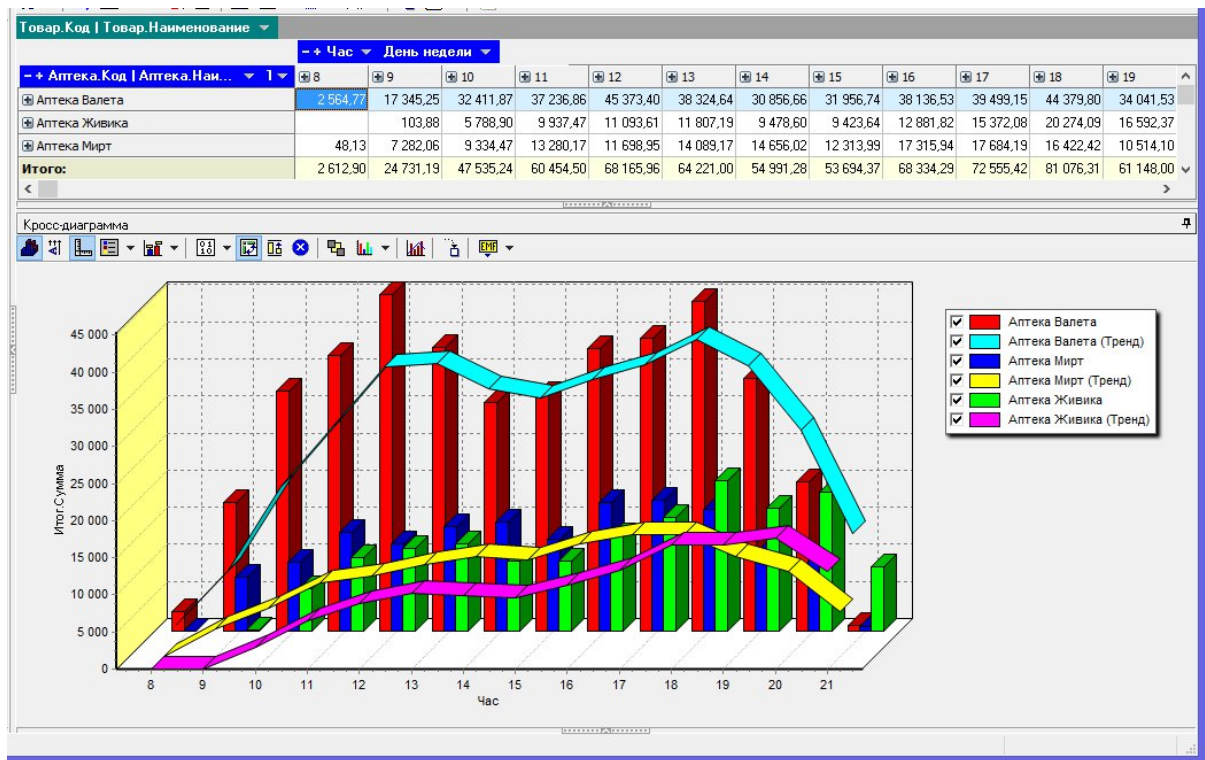 Товар.Код | Товар.Наименование
− + Час День недели
− + Аптека.Код | Аптека.Наи... 8 9 10 11 12 13 14 15 16 17 18 19
Аптека Валета 2 564,77 17 345,25 32 411,87 37 236,86 45 373,40 38 324,64 30 856,66 31 956,74 38 136,53 39 499,15 44 379,80 34 041,53
Аптека Живика 103,88 5 788,90 9 937,47 11 093,61 11 807,19 9 478,60 9 423,64 12 881,82 15 372,08 20 274,09 16 592,37
Аптека Мирт 48,13 7 282,06 9 334,47 13 280,17 11 698,95 14 089,17 14 656,02 12 313,99 17 315,94 17 684,19 16 422,42 10 514,10
Итого: 2 612,90 24 731,19 47 535,24 60 454,50 68 165,96 64 221,00 54 991,28 53 694,37 68 334,29 72 555,42 81 076,31 61 148,00
Кросс-диаграмма
EMF
45 000
40 000
35 000
30 000
25 000
20 000
15 000
10 000
5 000
0
Итог.Сумма
8 9 10 11 12 13 14 15 16 17 18 19 20 21
Час
Аптека Валета
Аптека Валета (Тренд)
Аптека Мирт
Аптека Мирт (Тренд)
Аптека Живика
Аптека Живика (Тренд)